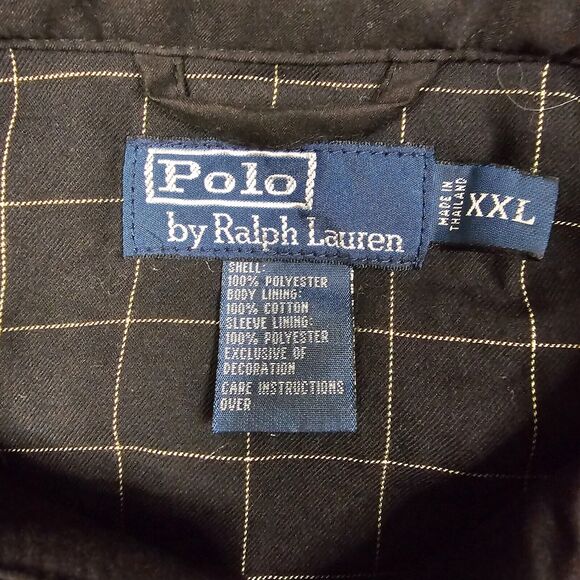 Polo
by Ralph Lauren
MADE IN
THAILAND
XXL
SHELL:
100% POLYESTER
BODY LINING:
100% COTTON
SLEEVE LINING:
100% POLYESTER
EXCLUSIVE OF
DECORATION
CARE INSTRUCTIONS
OVER